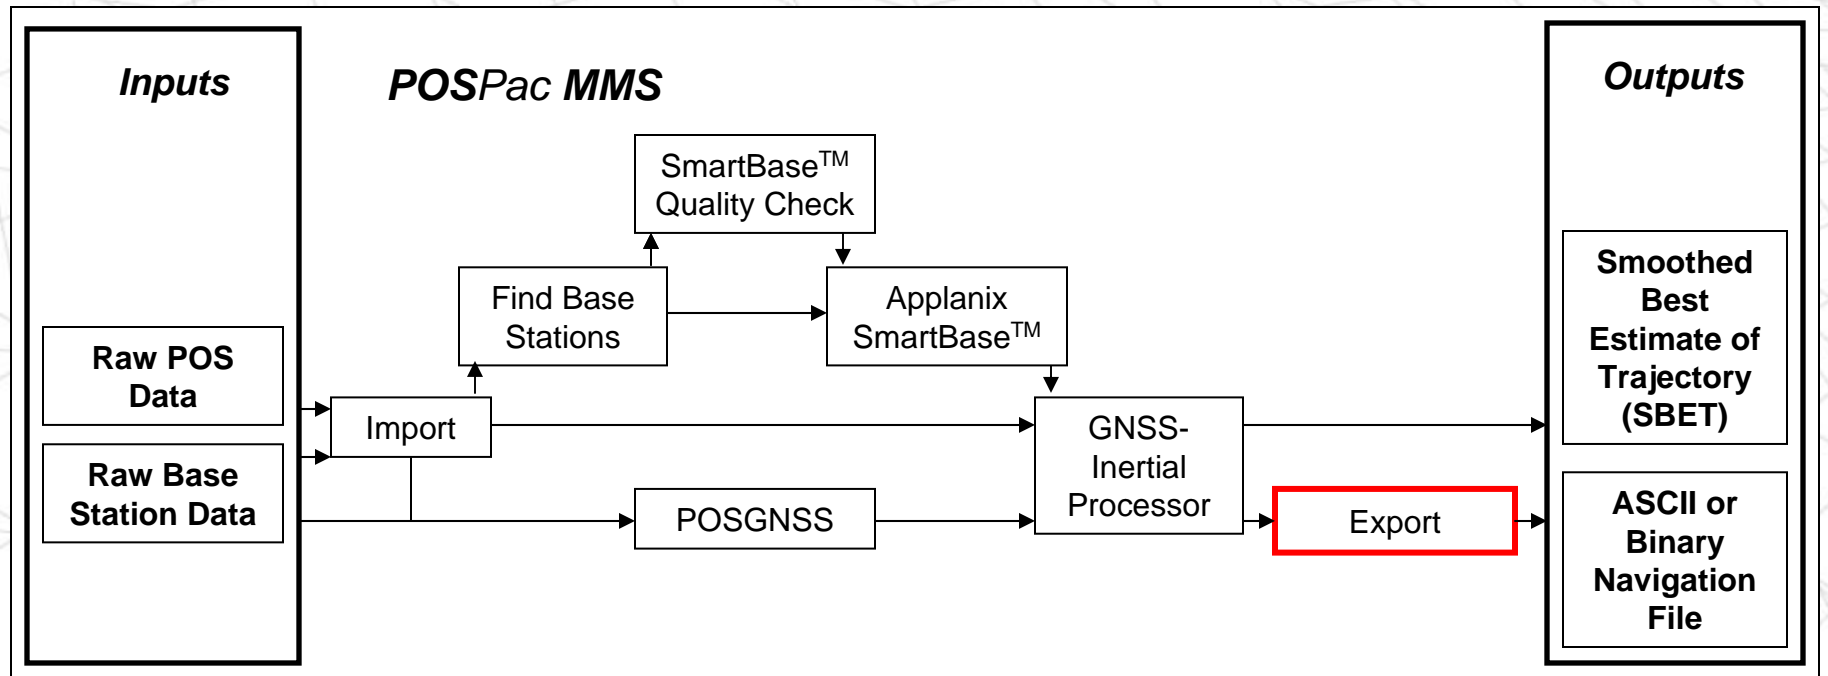 Inputs
Raw POS
Data
Raw Base
Station Data
POSPac MMS
SmartBase™
Quality Check
Find Base
Stations
Applanix
SmartBase™
Import
GNSS-
Inertial
Processor
POSGNSS
Export
Outputs
Smoothed
Best
Estimate of
Trajectory
(SBET)
ASCII or
Binary
Navigation
File